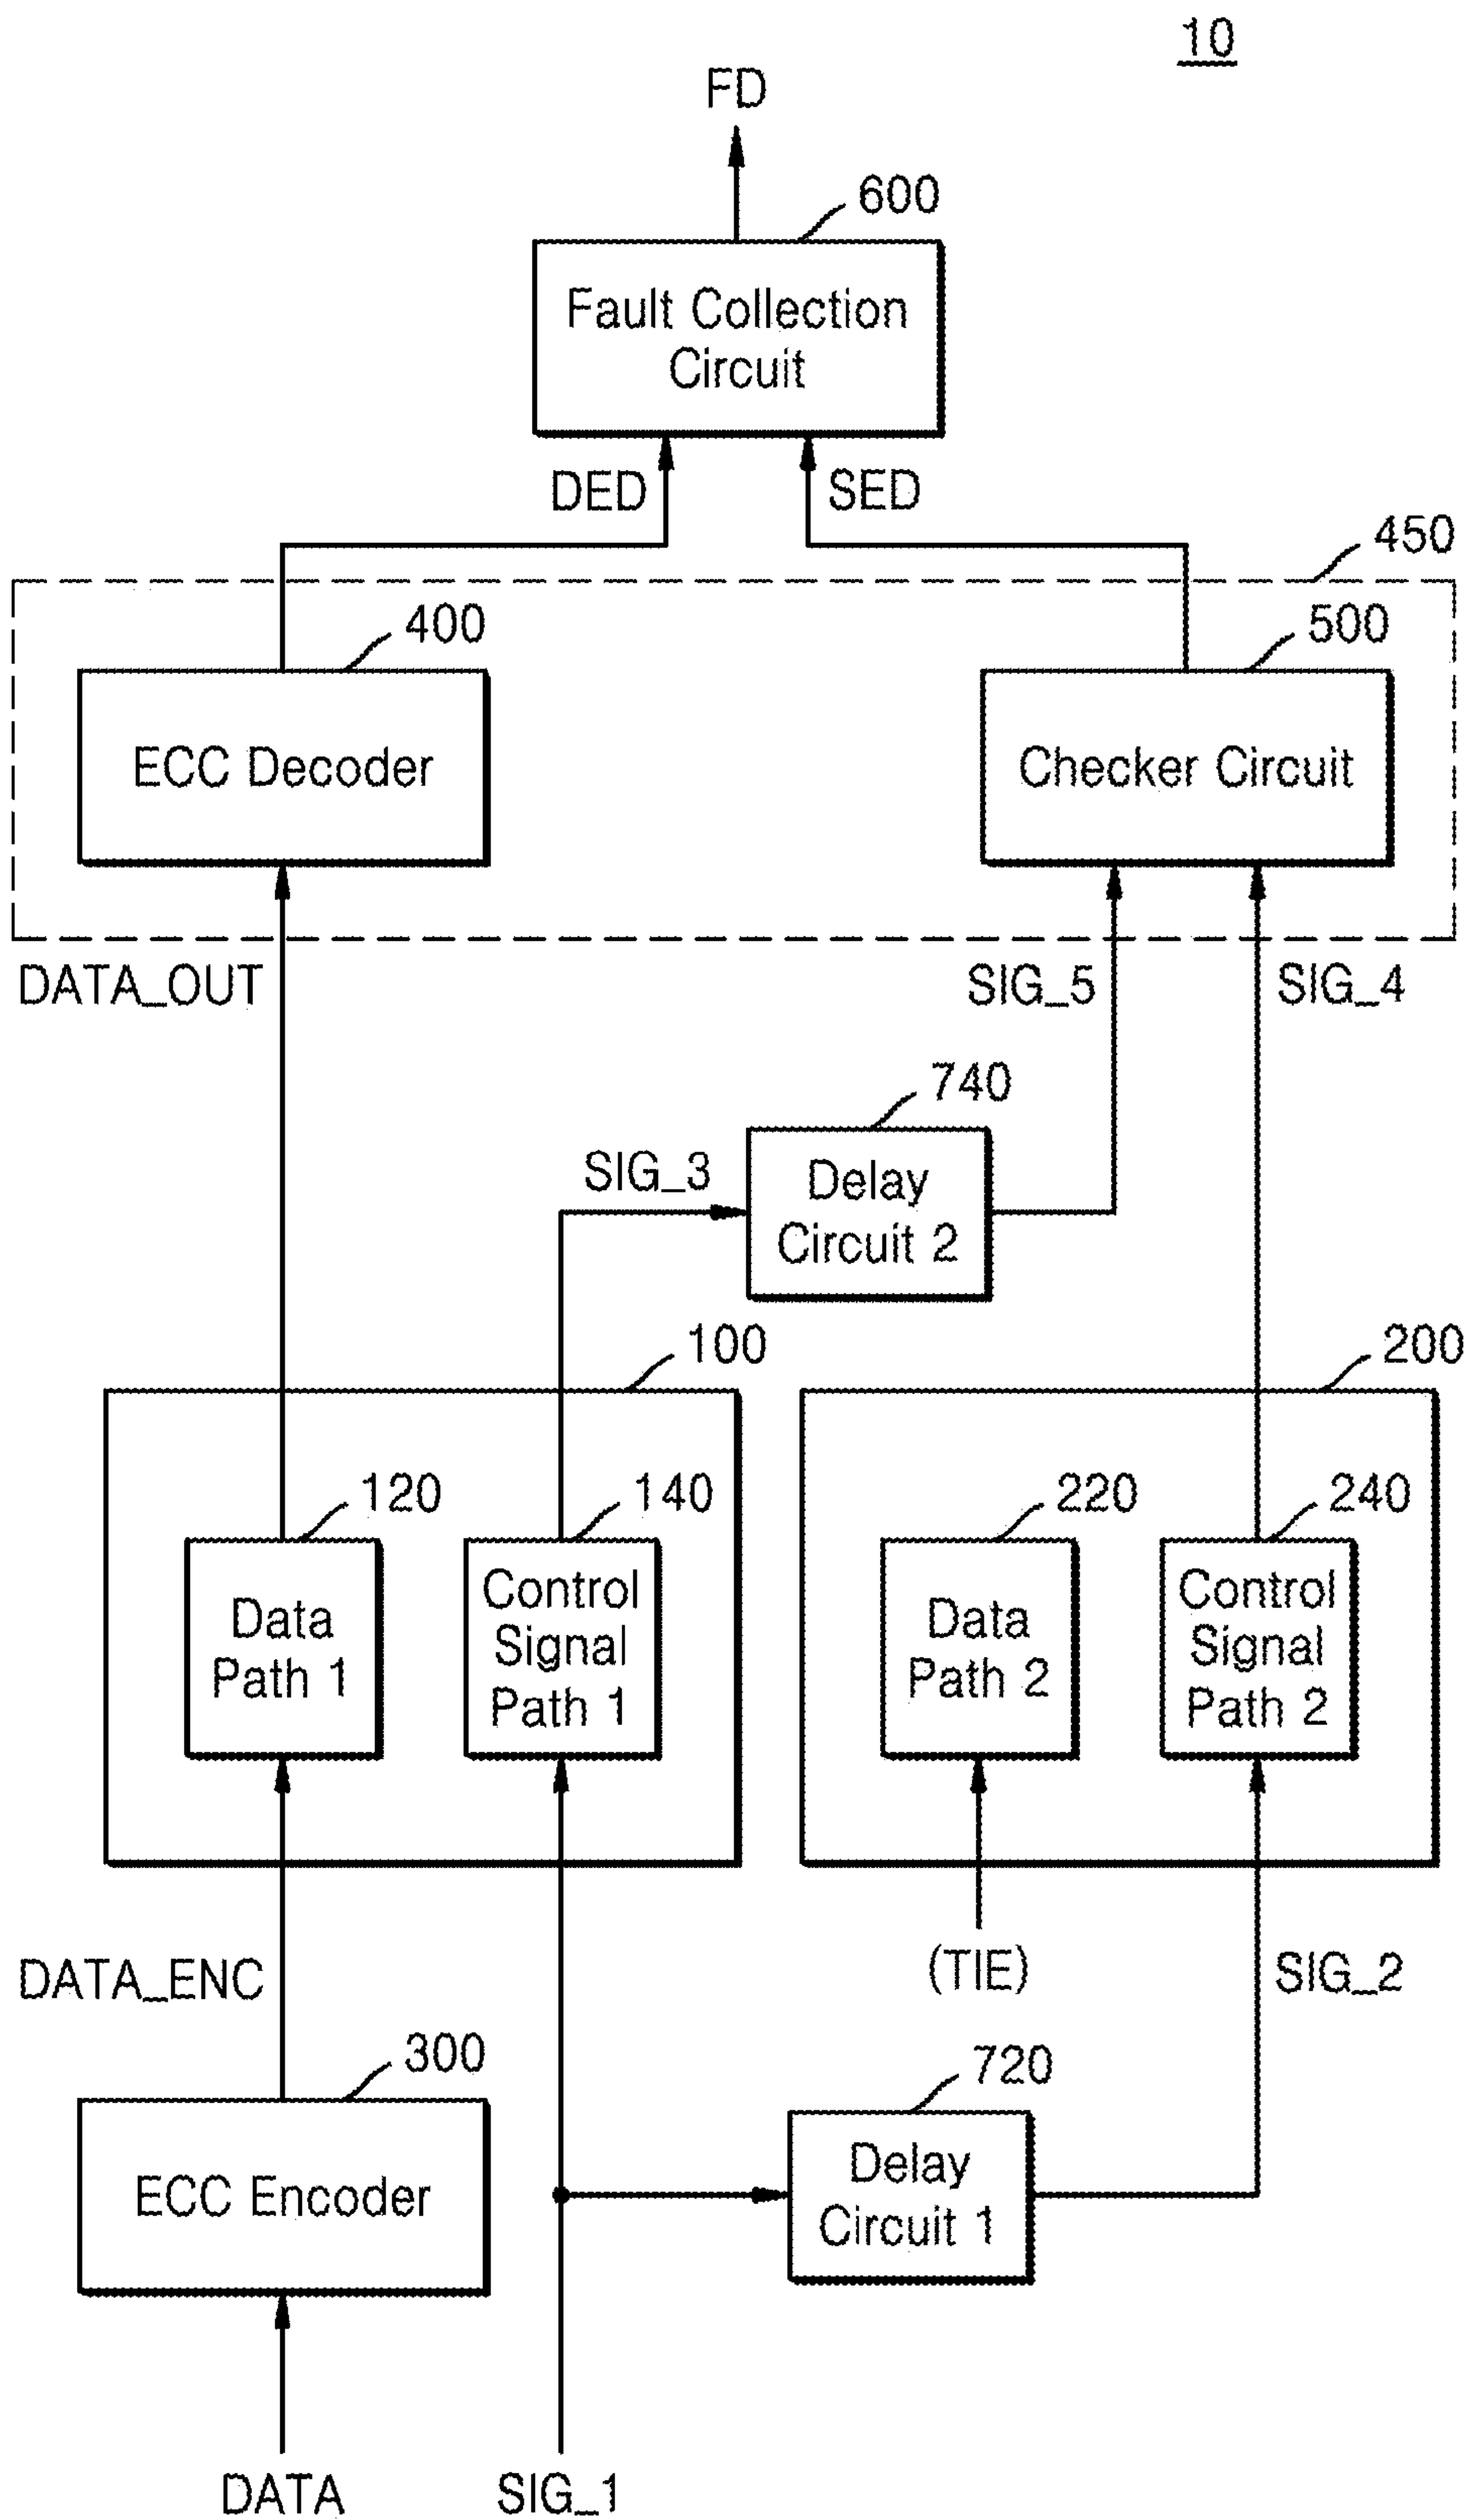 10
FD
600
Fault Collection
Circuit
DED
SED
450
400
500
ECC Decoder
Checker Circuit
DATA_OUT
SIG_5
SIG_4
740
SIG_3
Delay
Circuit 2
100
200
120
140
220
240
Data
Path 1
Control
Signal
Path 1
Data
Path 2
Control
Signal
Path 2
DATA_ENC
(TIE)
SIG_2
300
720
ECC Encoder
Delay
Circuit 1
DATA
SIG_1